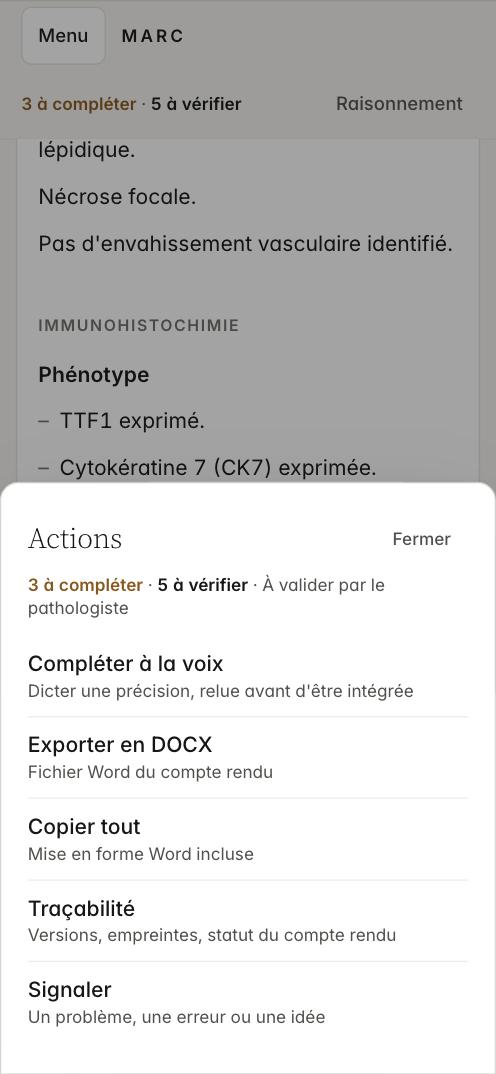 Menu MARC
3 à compléter · 5 à vérifier Raisonnement
lépidique.
Nécrose focale.
Pas d'envahissement vasculaire identifié.
IMMUNOHISTOCHIMIE
Phénotype
– TTF1 exprimé.
– Cytokératine 7 (CK7) exprimée.
Actions Fermer
3 à compléter · 5 à vérifier · À valider par le
pathologiste
Compléter à la voix
Dicter une précision, relue avant d'être intégrée
Exporter en DOCX
Fichier Word du compte rendu
Copier tout
Mise en forme Word incluse
Traçabilité
Versions, empreintes, statut du compte rendu
Signaler
Un problème, une erreur ou une idée